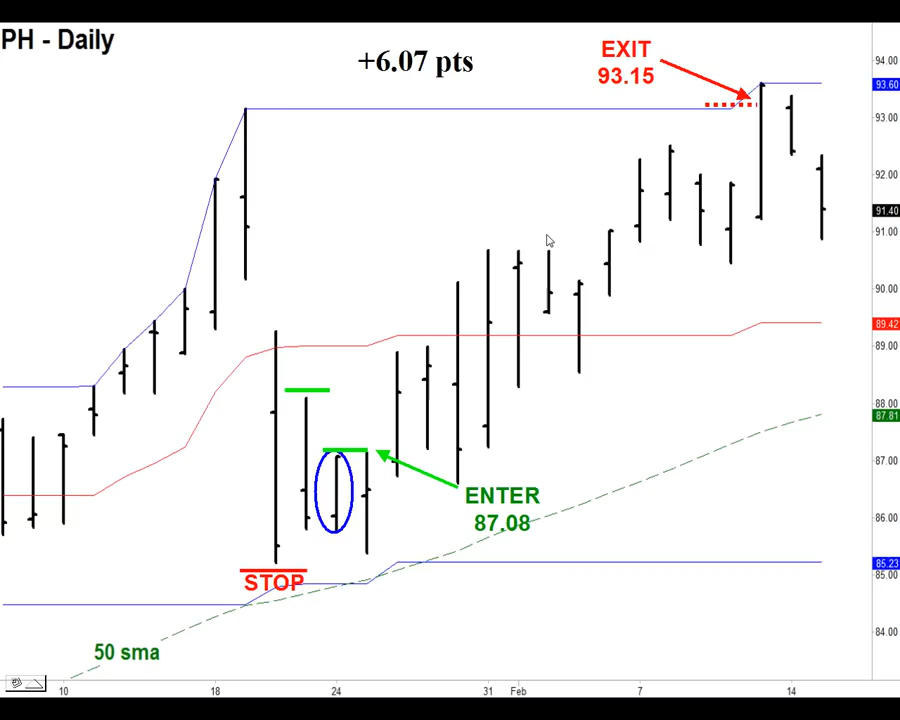 PH - Daily
+6.07 pts
EXIT
93.15
94.00
93.60
93.00
92.00
91.40
91.00
90.00
89.42
89.00
88.00
87.81
87.00
ENTER
87.08
86.00
85.23
85.00
STOP
84.00
50 sma
10 18 24 31 Feb 7 14